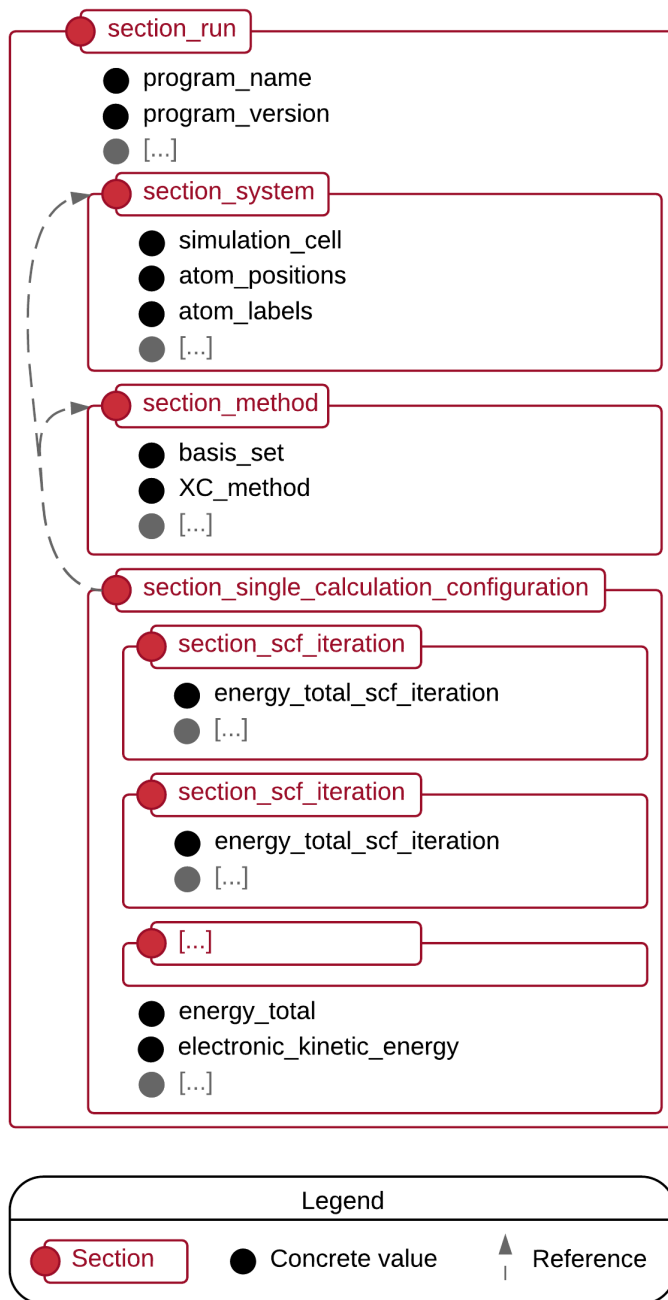 section_run
program_name
program_version
[...]
section_system
simulation_cell
atom_positions
atom_labels
[...]
section_method
basis_set
XC_method
[...]
section_single_calculation_configuration
section_scf_iteration
energy_total_scf_iteration
[...]
section_scf_iteration
energy_total_scf_iteration
[...]
[...]
energy_total
electronic_kinetic_energy
[...]
Legend
Section Concrete value Reference